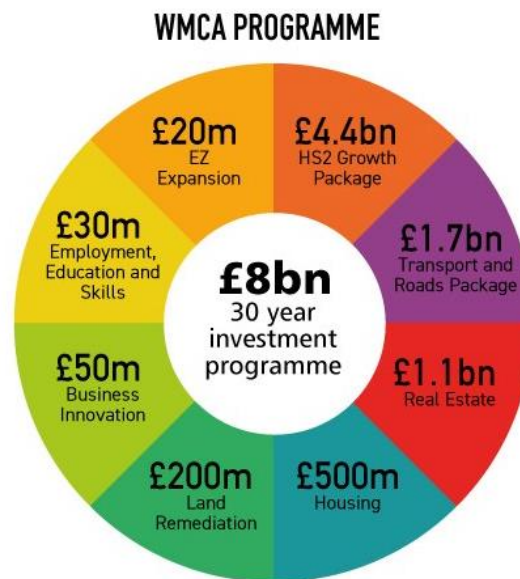 WMCA PROGRAMME
£20m
EZ
Expansion
£4.4bn
HS2 Growth
Package
£1.7bn
Transport and
Roads Package
£1.1bn
Real Estate
£500m
Housing
£200m
Land
Remediation
£50m
Business
Innovation
£30m
Employment,
Education and
Skills
£8bn
30 year
investment
programme